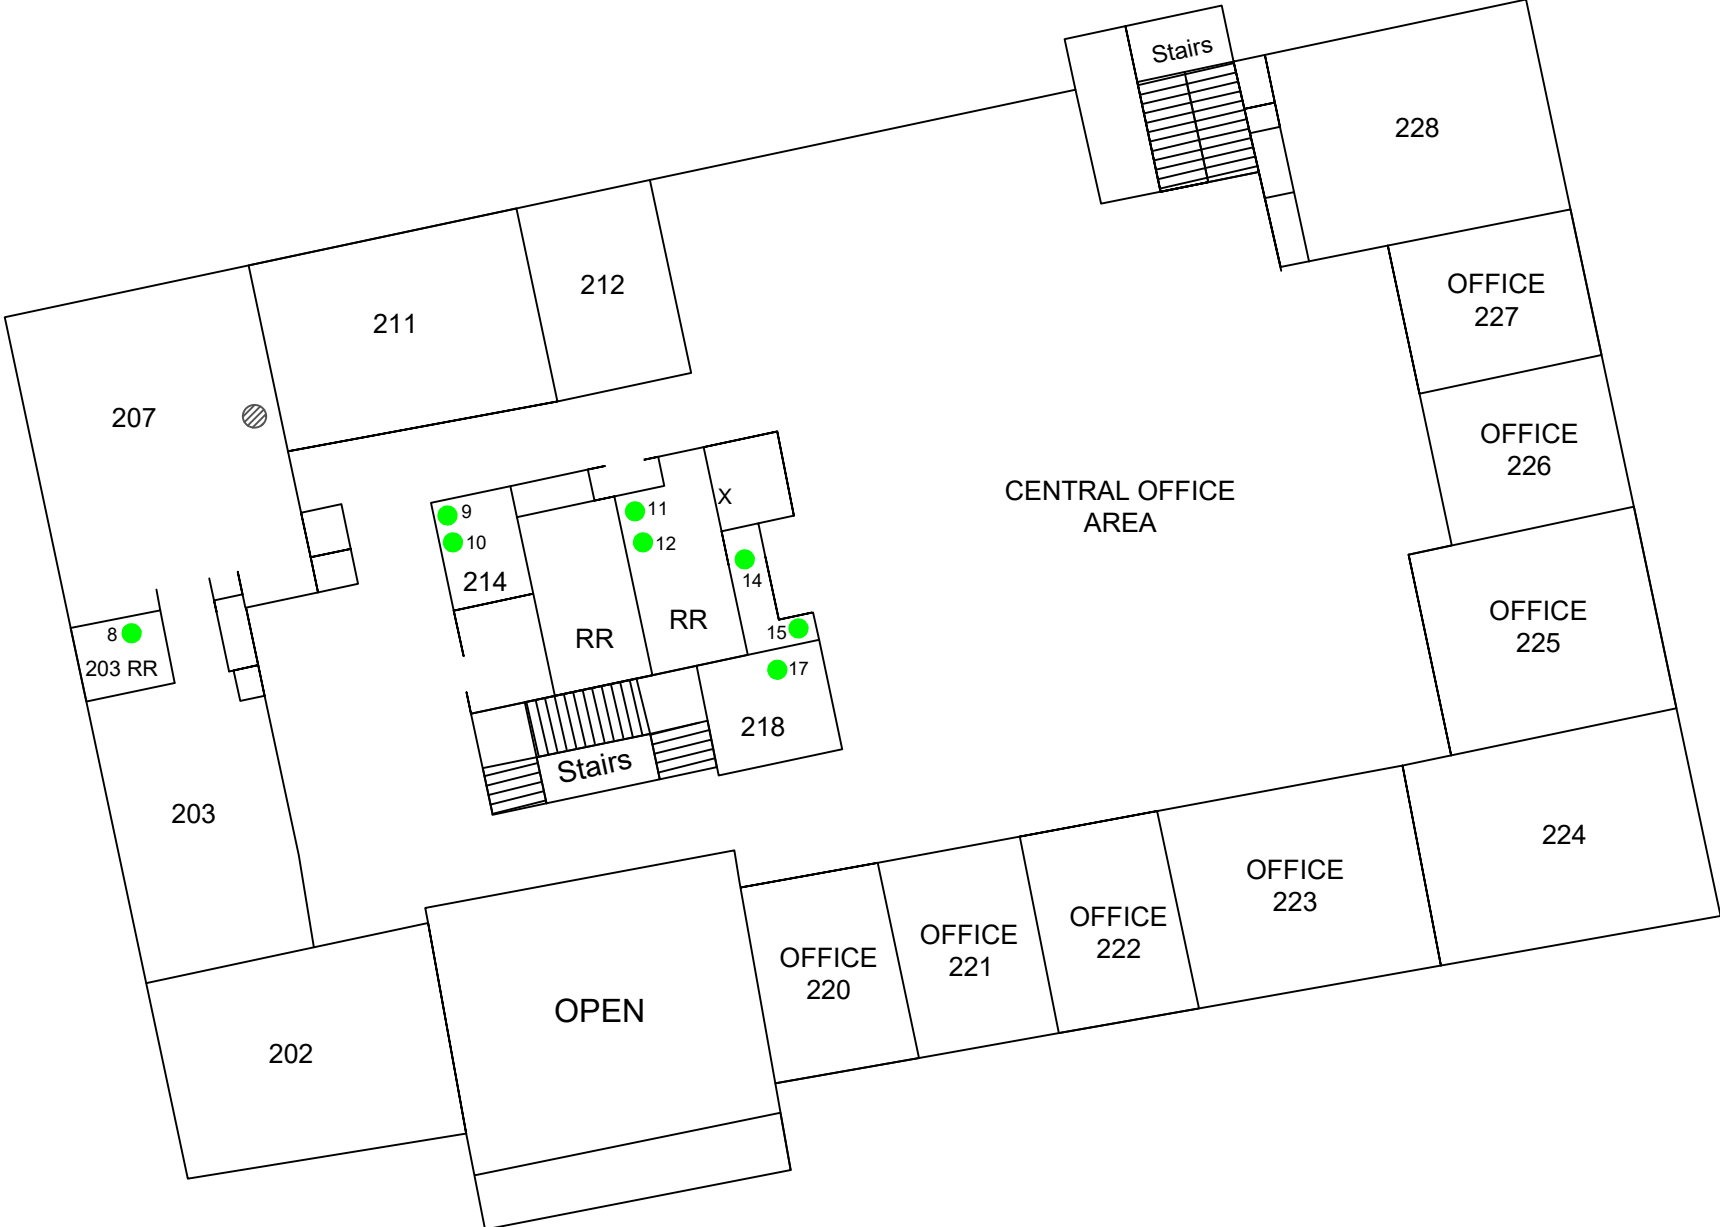 Stairs
228
212
211
OFFICE
227
207
OFFICE
226
CENTRAL OFFICE
AREA
X
9
11
10
12
14
214
8
203 RR
RR
RR
15
17
OFFICE
225
218
Stairs
203
224
OFFICE
223
OFFICE
222
OFFICE
221
OFFICE
220
OPEN
202